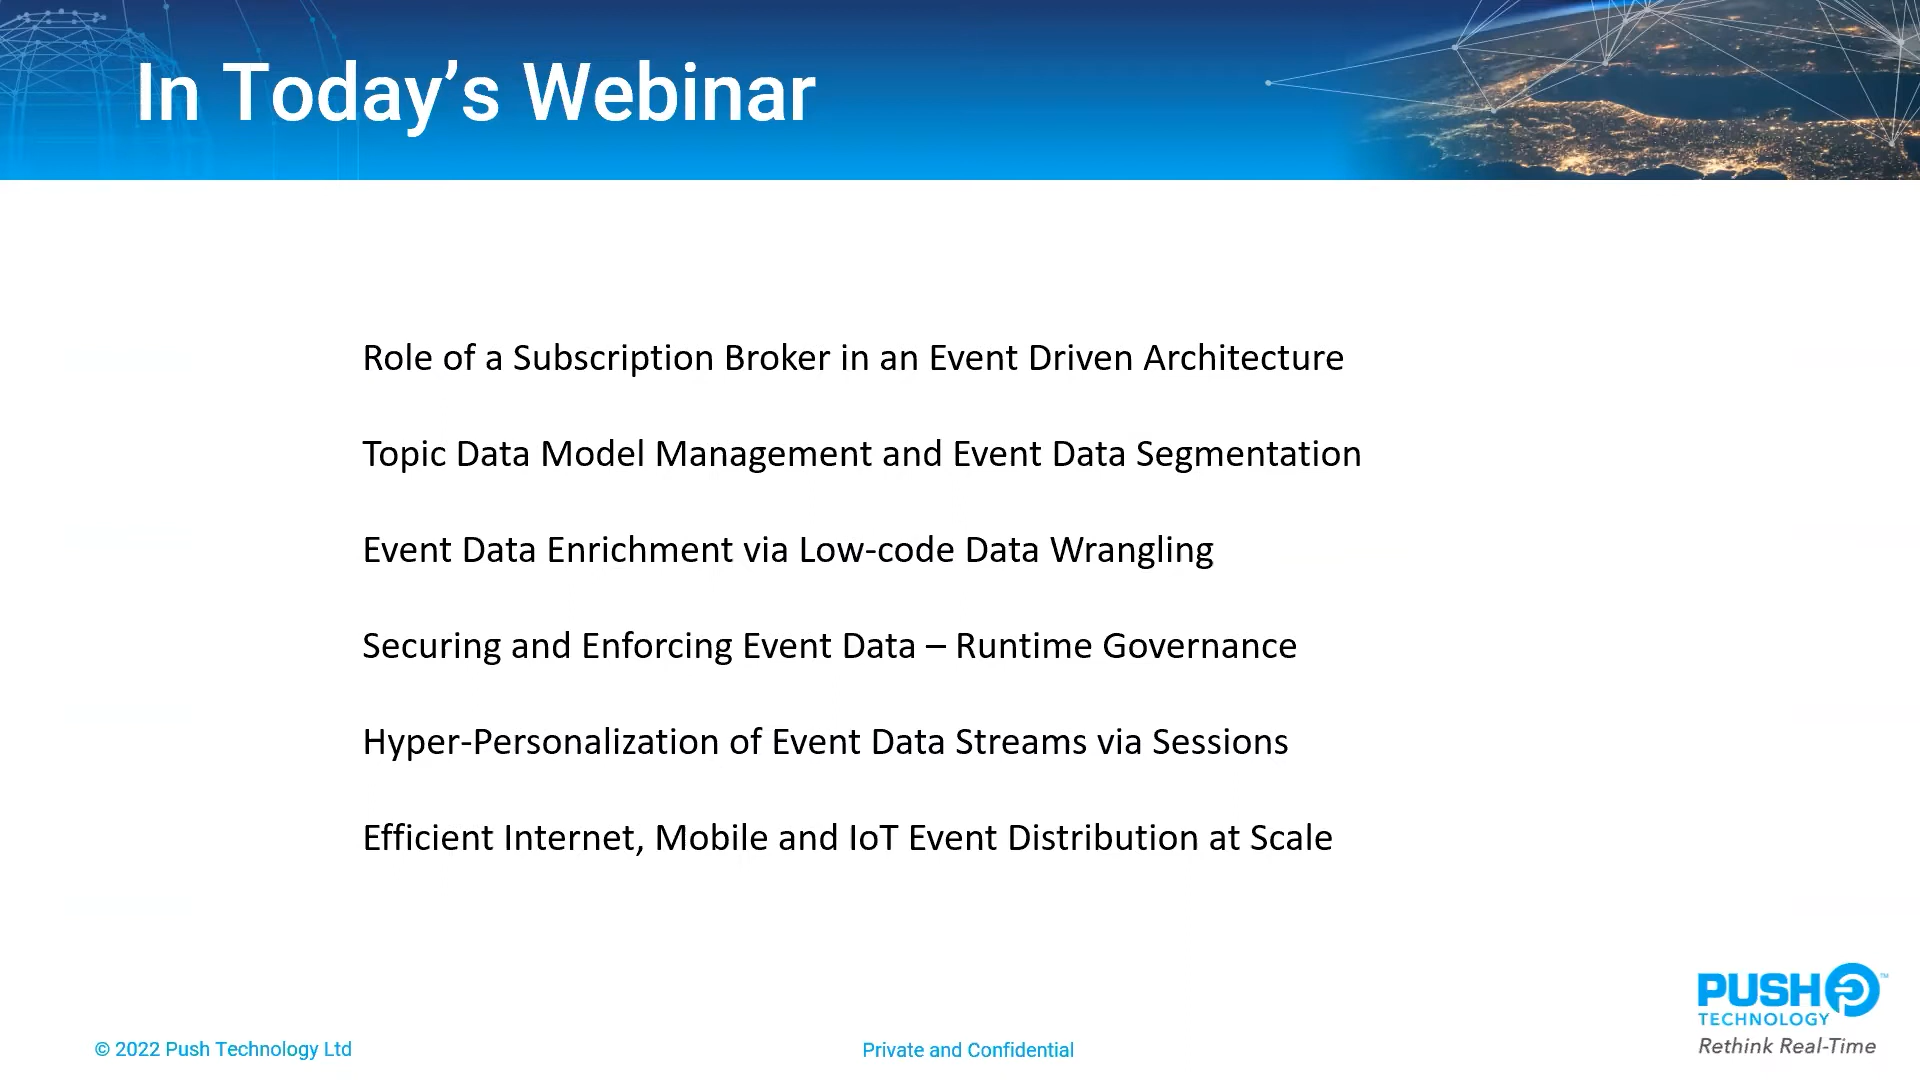 In Today’s Webinar
Role of a Subscription Broker in an Event Driven Architecture
Topic Data Model Management and Event Data Segmentation
Event Data Enrichment via Low-code Data Wrangling
Securing and Enforcing Event Data – Runtime Governance
Hyper-Personalization of Event Data Streams via Sessions
Efficient Internet, Mobile and IoT Event Distribution at Scale
PUSH ™
TECHNOLOGY
Rethink Real-Time
© 2022 Push Technology Ltd
Private and Confidential